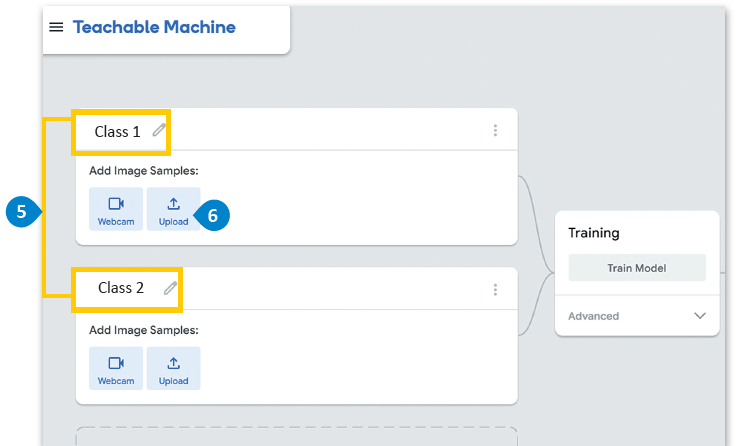 Teachable Machine
Class 1
Add Image Samples:
Webcam
Upload
5
6
Training
Train Model
Advanced
Class 2
Add Image Samples:
Webcam
Upload